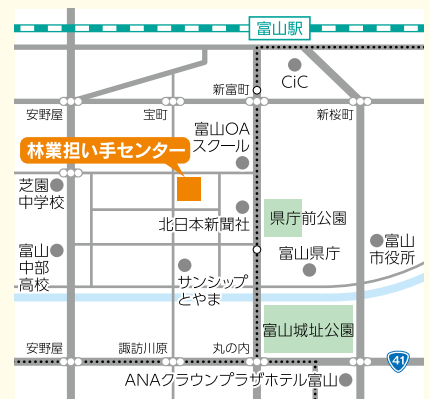 富山駅
CiC
新富町
安野屋
宝町
新桜町
富山OA
スクール
林業担い手センター
芝園
中学校
県庁前公園
北日本新聞社
富山
市役所
富山
中部
高校
富山県庁
サンシップ
とやま
富山城址公園
安野屋
諏訪川原
丸の内
41
ANAクラウンプラザホテル富山